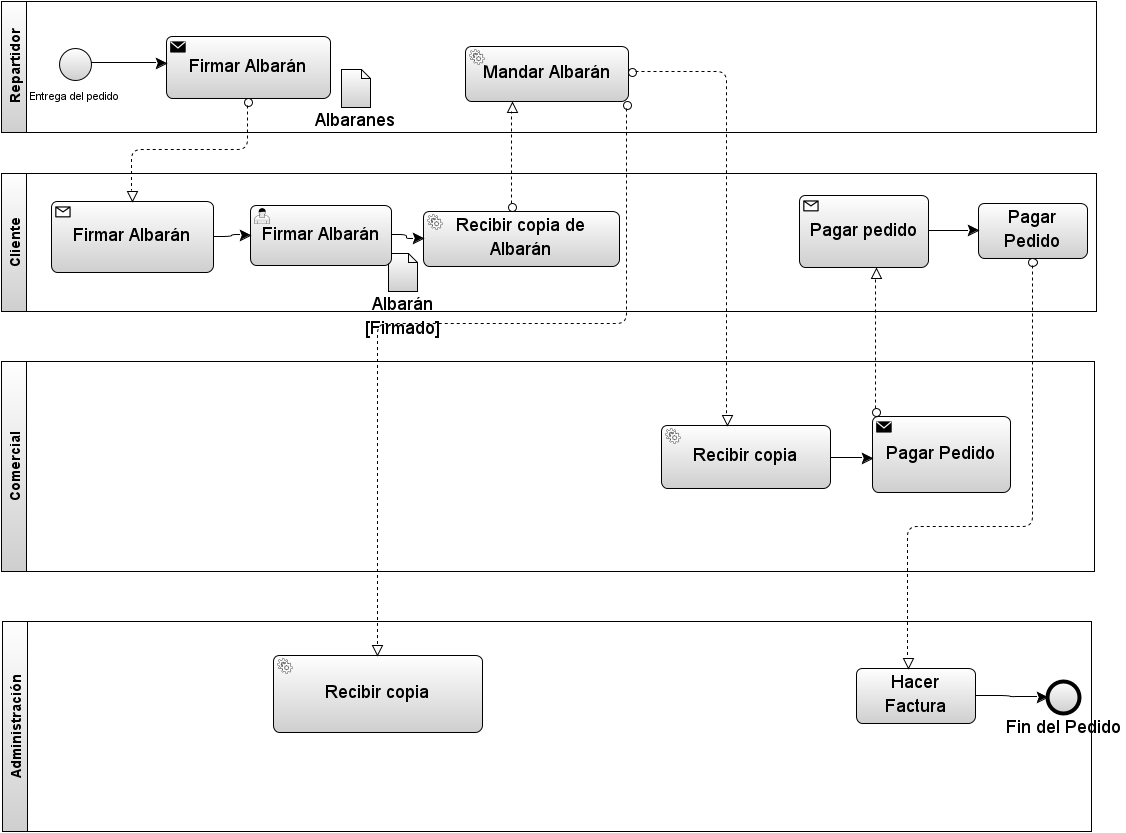 Repartidor
Entrega del pedido
Firmar Albarán
Albaranes
Mandar Albarán
Cliente
Firmar Albarán
Firmar Albarán
Albarán
[Firmado]
Recibir copia de
Albarán
Pagar pedido
Pagar
Pedido
Comercial
Recibir copia
Pagar Pedido
Administración
Recibir copia
Hacer
Factura
Fin del Pedido